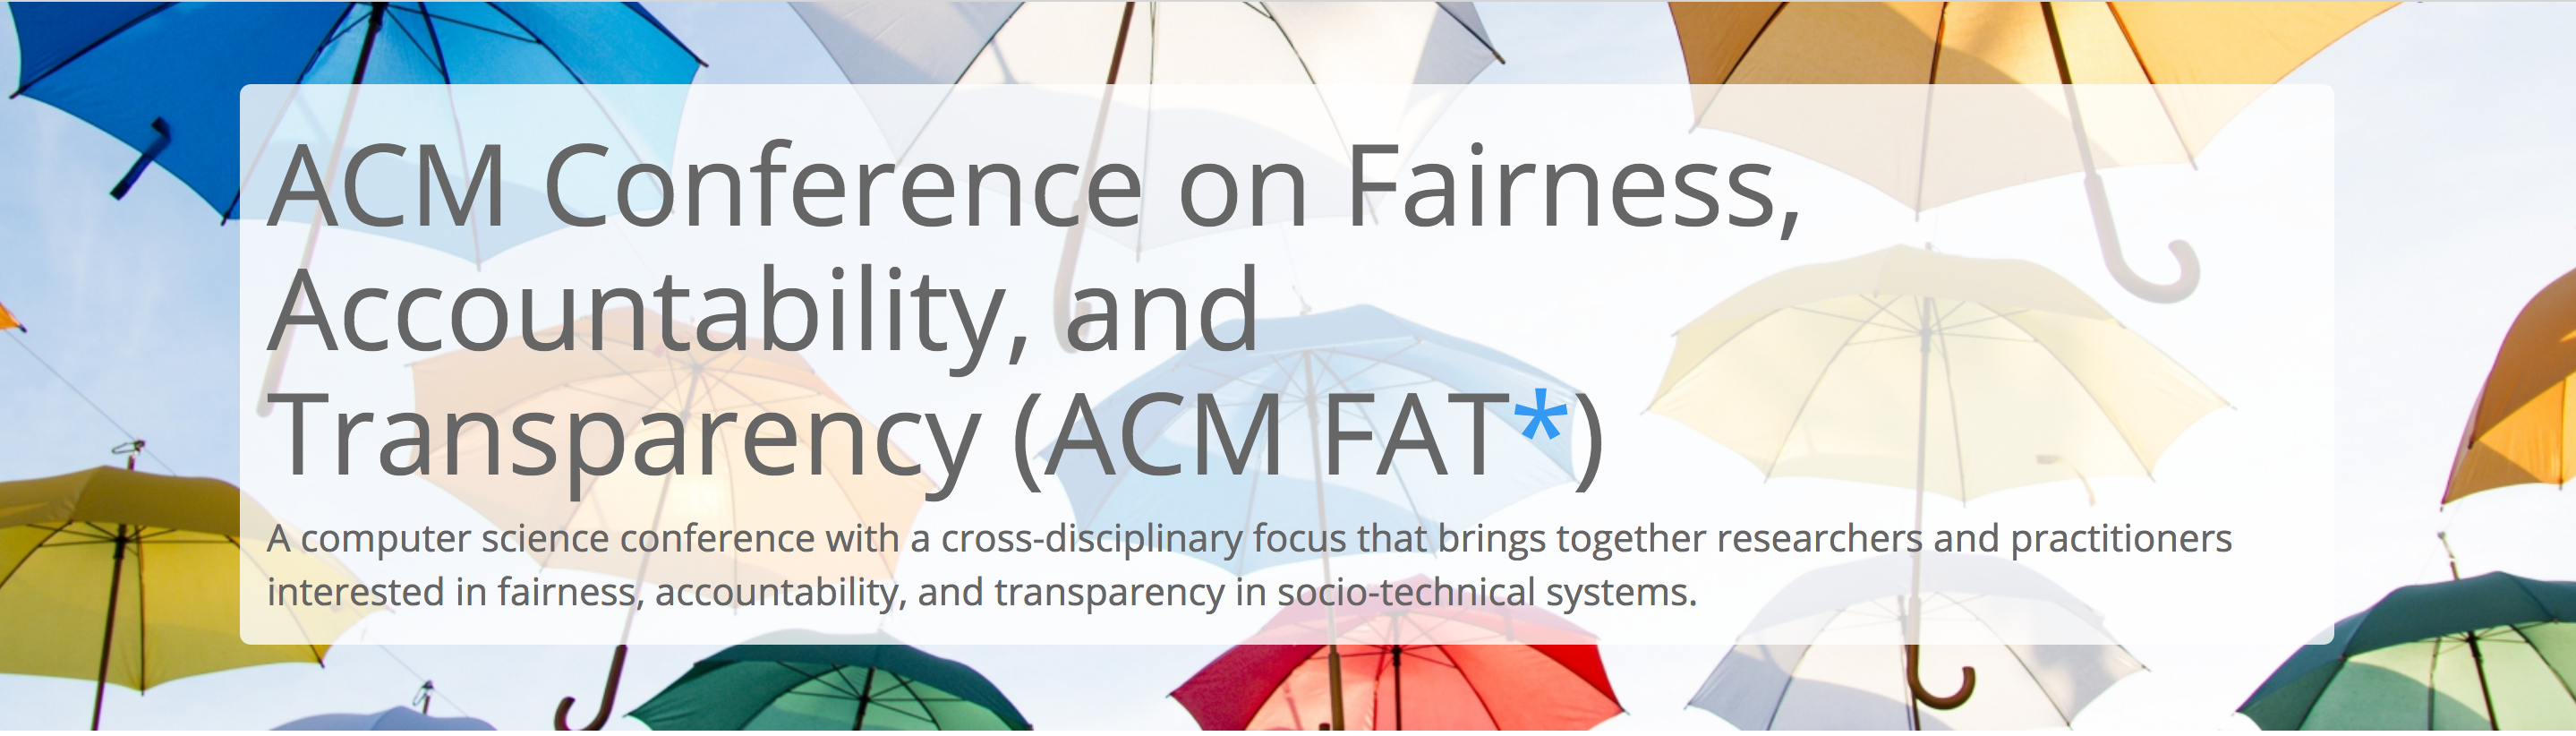 ACM Conference on Fairness,
Accountability, and
Transparency (ACM FAT*)
A computer science conference with a cross-disciplinary focus that brings together researchers and practitioners
interested in fairness, accountability, and transparency in socio-technical systems.